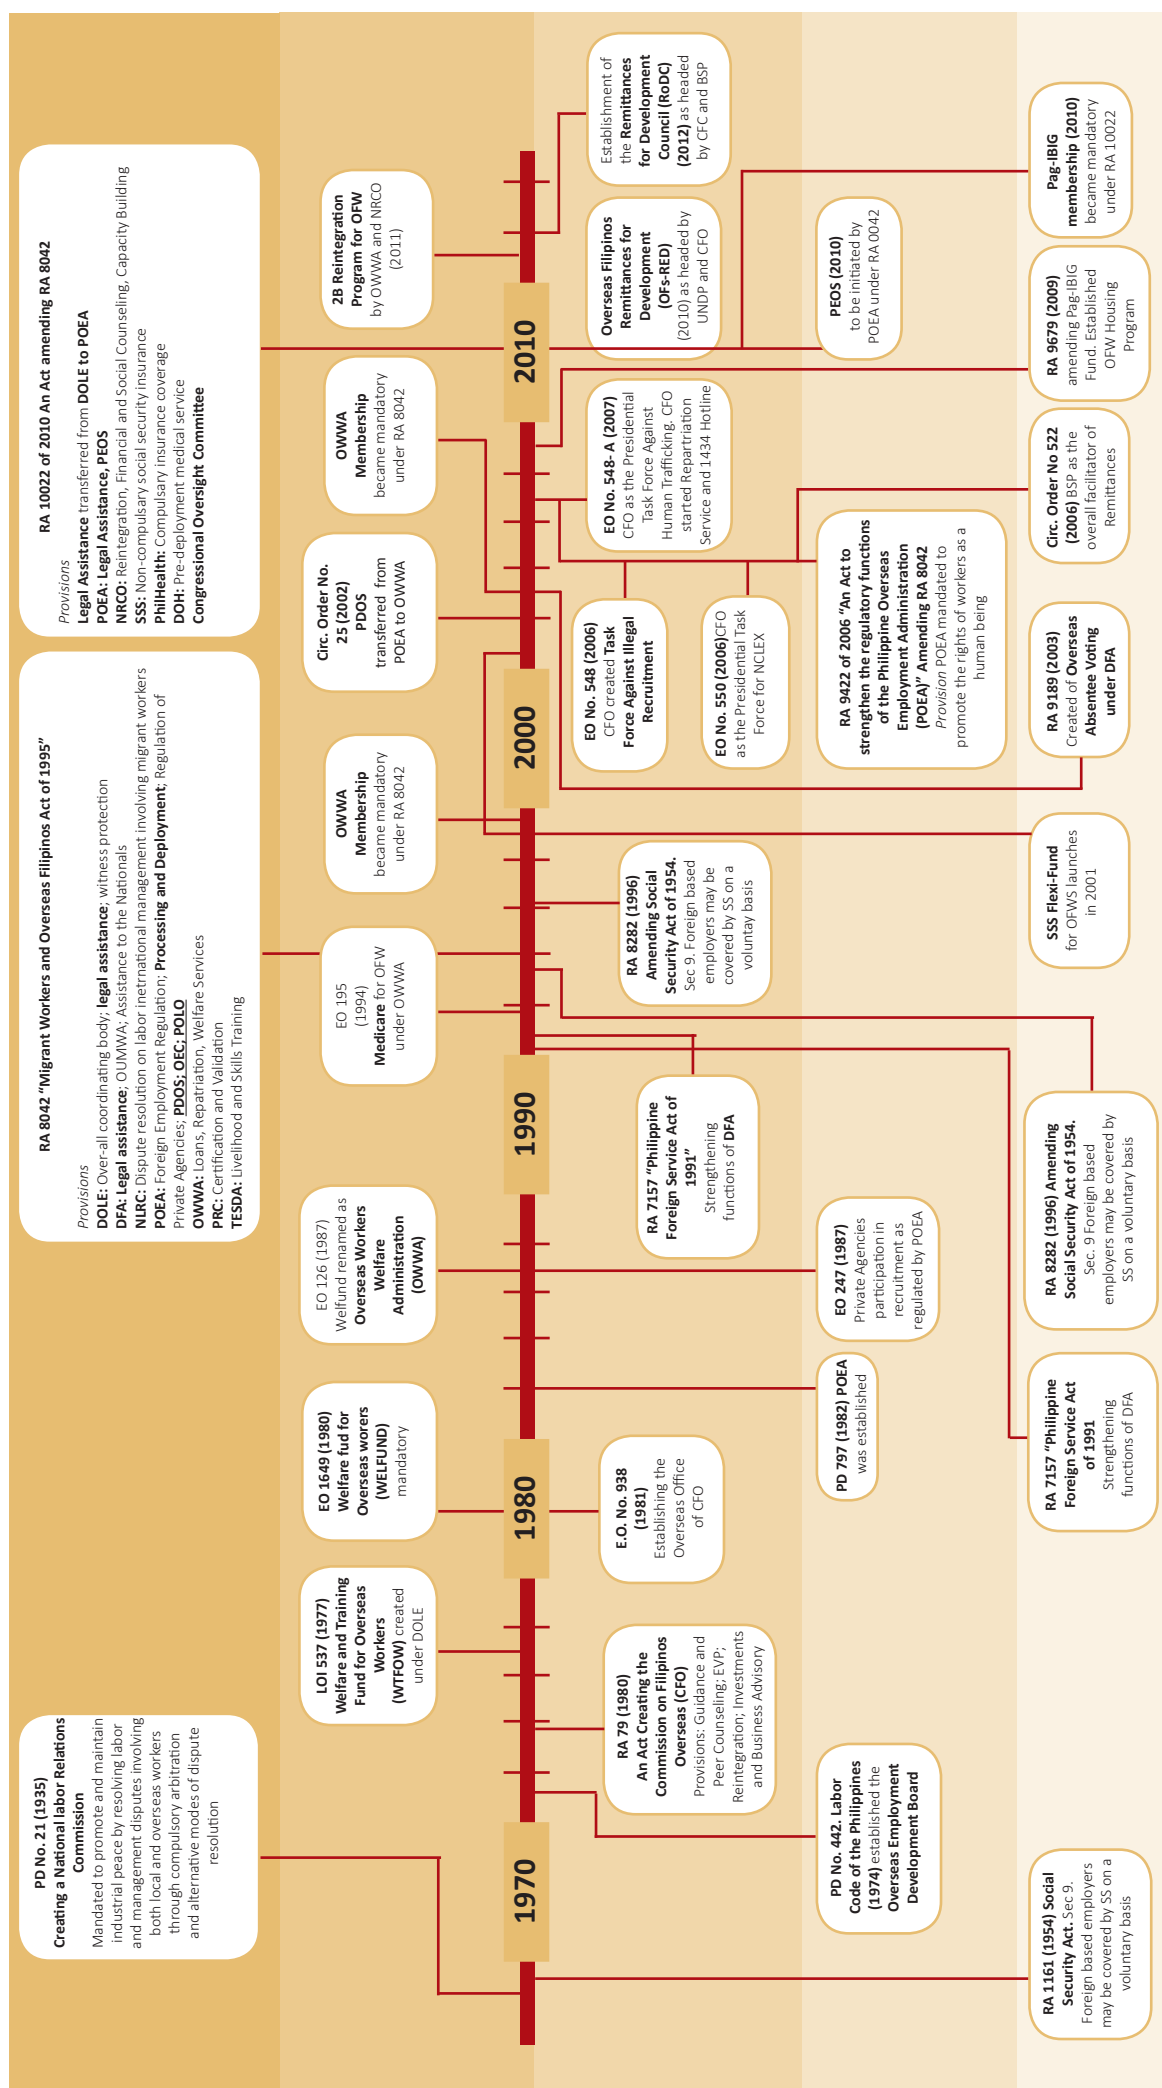 PD No. 21 (1935)
Creating a National labor Relations
Commission
Mandated to promote and maintain
industrial peace by resolving labor
and management disputes involving
both local and overseas workers
through compulsory arbitration
and alternative modes of dispute
resolution
RA 8042 “Migrant Workers and Overseas Filipinos Act of 1995”
Provisions
DOLE: Over-all coordinating body; legal assistance; witness protection
DFA: Legal assistance; OUMWA; Assistance to the Nationals
NLRC: Dispute resolution on labor inetrnational management involving migrant workers
POEA: Foreign Employment Regulation; Processing and Deployment; Regulation of
Private Agencies; PDOS; OEC; POLO
OWWA: Loans, Repatriation, Welfare Services
PRC: Certification and Validation
TESDA: Livelihood and Skills Training
RA 10022 of 2010 An Act amending RA 8042
Provisions
Legal Assistance transferred from DOLE to POEA
POEA: Legal Assistance, PEOS
NRCO: Reintegration, Financial and Social Counseling, Capacity Building
SSS: Non-compulsary social security insurance
PhilHealth: Compulsary insurance coverage
DOH: Pre-deployment medical service
Congressional Oversight Committee
LOI 537 (1977)
Welfare and Training
Fund for Overseas
Workers
(WTFOW) created
under DOLE
EO 1649 (1980)
Welfare fud for
Overseas worers
(WELFUND)
mandatory
EO 126 (1987)
Welfund renamed as
Overseas Workers
Welfare
Administration
(OWWA)
EO 195
(1994)
Medicare for OFW
under OWWA
OWWA
Membership
became mandatory
under RA 8042
Circ. Order No.
25 (2002)
PDOS
transferred from
POEA to OWWA
OWWA
Membership
became mandatory
under RA 8042
2B Reintegration
Program for OFW
by OWWA and NRCO
(2011)
1970
1980
1990
2000
2010
RA 79 (1980)
An Act Creating the
Commission on Filipinos
Overseas (CFO)
Provisions: Guidance and
Peer Counseling; EVP;
Reintegration; Investments
and Business Advisory
E.O. No. 938
(1981)
Establishing the
Overseas Office
of CFO
RA 7157 “Philippine
Foreign Service Act of
1991”
Strengthening
functions of DFA
RA 8282 (1996)
Amending Social
Security Act of 1954.
Sec 9. Foreign based
employers may be
covered by SS on a
voluntay basis
EO No. 548 (2006)
CFO created Task
Force Against Illegal
Recruitment
EO No. 550 (2006)CFO
as the Presidential Task
Force for NCLEX
EO No. 548- A (2007)
CFO as the Presidential
Task Force Against
Human Trafficking. CFO
started Repartriation
Service and 1434 Hotline
Overseas Filipinos
Remittances for
Development
(OFs-RED)
(2010) as headed by
UNDP and CFO
Establishment of
the Remittances
for Development
Council (RoDC)
(2012) as headed
by CFC and BSP
PD No. 442. Labor
Code of the Philippines
(1974) established the
Overseas Employment
Development Board
PD 797 (1982) POEA
was established
EO 247 (1987)
Private Agencies
participation in
recruitment as
regulated by POEA
RA 9422 of 2006 “An Act to
strengthen the regulatory functions
of the Philippine Overseas
Employment Administration
(POEA)” Amending RA 8042
Provision POEA mandated to
promote the rights of workers as a
human being
PEOS (2010)
to be initiated by
POEA under RA 0042
RA 1161 (1954) Social
Security Act. Sec 9.
Foreign based employers
may be covered by SS on a
voluntary basis
RA 7157 “Philippine
Foreign Service Act
of 1991
Strengthening
functions of DFA
RA 8282 (1996) Amending
Social Security Act of 1954.
Sec. 9 Foreign based
employers may be covered by
SS on a voluntary basis
SSS Flexi-Fund
for OFWS launches
in 2001
RA 9189 (2003)
Created of Overseas
Absentee Voting
under DFA
Circ. Order No 522
(2006) BSP as the
overall facilitator of
Remittances
RA 9679 (2009)
amending Pag-IBIG
Fund. Established
OFW Housing
Program
Pag-IBIG
membership (2010)
became mandatory
under RA 10022